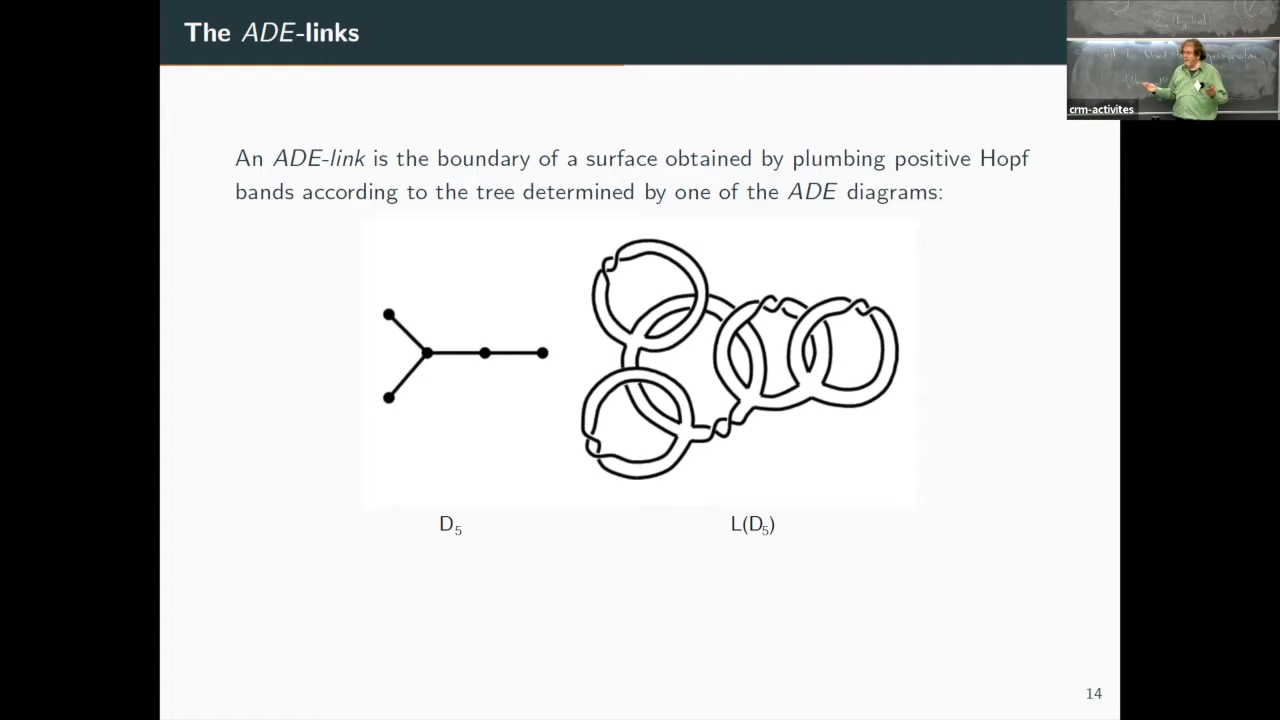 The ADE-links
crm-activites
An ADE-link is the boundary of a surface obtained by plumbing positive Hopf
bands according to the tree determined by one of the ADE diagrams:
D₅
L(D₅)
14